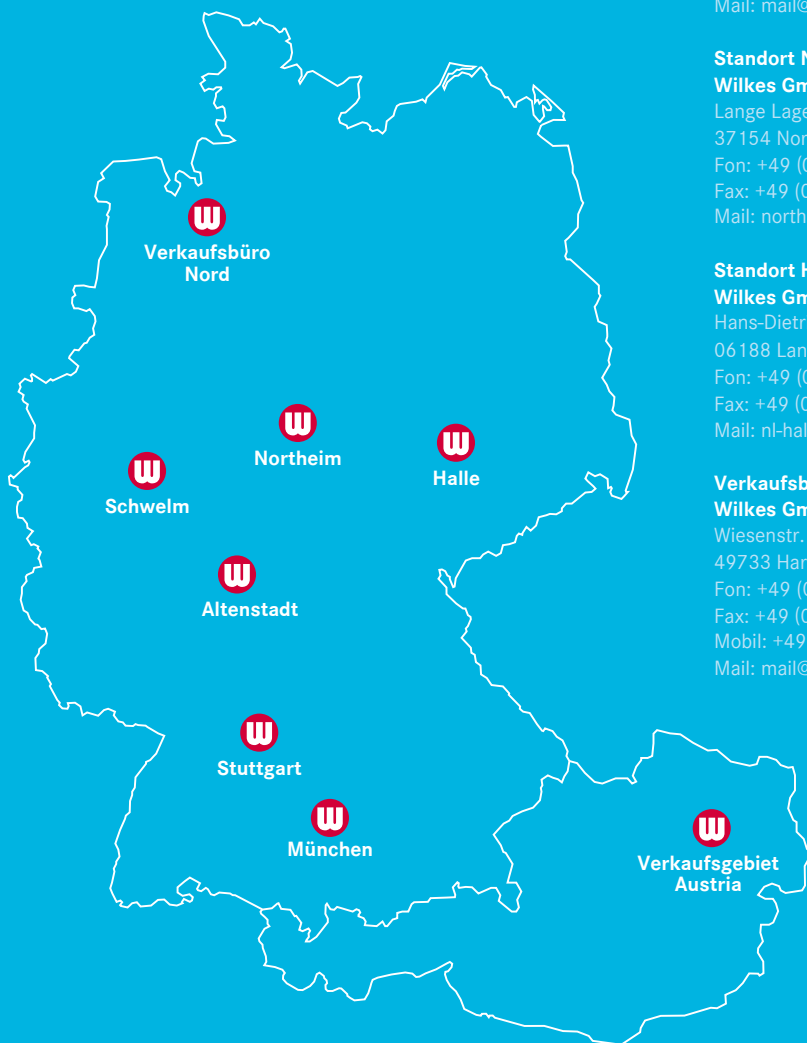 Verkaufsbüro
Nord
Northeim
Halle
Schwelm
Altenstadt
Stuttgart
München
Verkaufsgebiet
Austria
Mail: mail@
Standort N
Wilkes Gm
Lange Lage
37154 Nor
Fon: +49 (0
Fax: +49 (0
Mail: north
Standort H
Wilkes Gm
Hans-Dietr
06188 Lan
Fon: +49 (0
Fax: +49 (0
Mail: nl-hal
Verkaufsb
Wilkes Gm
Wiesenstr.
49733 Har
Fon: +49 (0
Fax: +49 (0
Mobil: +49
Mail: mail@